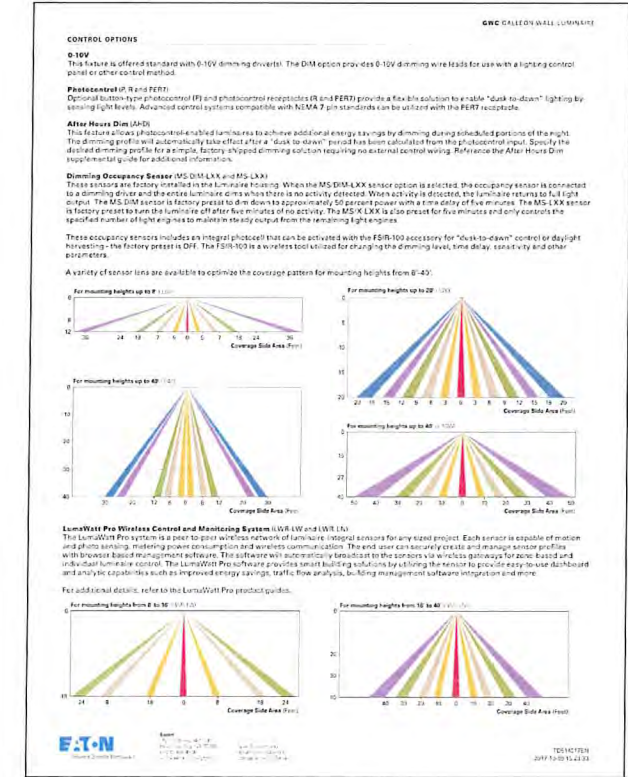 GWC GALLEON WALL LUMINAIRE
CONTROL OPTIONS
0-10V
This fixture is offered standard with 0-10V dimming driver(s). The DIM option provides 0-10V dimming wire leads for use with a lighting control
panel or other control method.
Photocontrol (P, R and PER7)
Optional button-type photocontrol (P) and photocontrol receptacles (R and PER7) provide a flexible solution to enable "dusk-to-dawn" lighting by
sensing light levels. Advanced control systems compatible with NEMA 7-pin standards can be utilized with the PER7 receptacle.
After Hours Dim (AHD)
This feature allows photocontrol-enabled luminaires to achieve additional energy savings by dimming during scheduled portions of the night.
The dimming profile will automatically take effect after a "dusk-to-dawn" period has been calculated from the photocontrol input. Specify the
desired dimming profile for a simple, factory-shipped dimming solution requiring no external control wiring. Reference the After Hours Dim
supplemental guide for additional information.
Dimming Occupancy Sensor (MS/DIM-LXX and MS-LXX)
These sensors are factory installed in the luminaire housing. When the MS/DIM-LXX sensor option is selected, the occupancy sensor is connected
to a dimming driver and the entire luminaire dims when there is no activity detected. When activity is detected, the luminaire returns to full light
output. The MS/DIM sensor is factory preset to dim down to approximately 50 percent power with a time delay of five minutes. The MS-LXX sensor
is factory preset to turn the luminaire off after five minutes of no activity. The MS/X-LXX is also preset for five minutes and only controls the
specified number of light engines to maintain steady output from the remaining light engines.
These occupancy sensors includes an integral photocell that can be activated with the FSIR-100 accessory for "dusk-to-dawn" control or daylight
harvesting - the factory preset is OFF. The FSIR-100 is a wireless tool utilized for changing the dimming level, time delay, sensitivity and other
parameters.
A variety of sensor lens are available to optimize the coverage pattern for mounting heights from 8'-40'.
For mounting heights up to 8'
Coverage Side Area (Feet)
For mounting heights up to 20'
Coverage Side Area (Feet)
For mounting heights up to 40'
Coverage Side Area (Feet)
For mounting heights up to 40'
Coverage Side Area (Feet)
LumaWatt Pro Wireless Control and Monitoring System (LWR-LW and LWR-LN)
The LumaWatt Pro system is a peer-to-peer wireless network of luminaire-integral sensors for any sized project. Each sensor is capable of motion
and photo sensing, metering power consumption and wireless communication. The end user can securely create and manage sensor profiles
with browser-based management software. The software will automatically broadcast to the sensors via wireless gateways for zone-based and
individual luminaire control. The LumaWatt Pro software provides smart building solutions by utilizing the sensor to provide easy-to-use dashboard
and analytic capabilities such as improved energy savings, traffic flow analysis, building management software integration and more.
For additional details, refer to the LumaWatt Pro product guides.
For mounting heights from 8' to 16'
Coverage Side Area (Feet)
For mounting heights from 16' to 40'
Coverage Side Area (Feet)
EATON
Eaton
TD514017EN